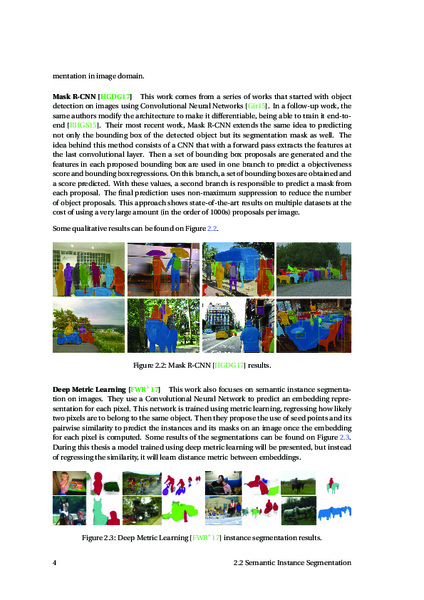 mentation in image domain.
Mask R-CNN [HGDG17] This work comes from a series of works that started with object
detection on images using Convolutional Neural Networks [Gir15]. In a follow-up work, the
same authors modify the architecture to make it differentiable, being able to train it end-to-
end [RHGS15]. Their most recent work, Mask R-CNN extends the same idea to predicting
not only the bounding box of the detected object but its segmentation mask as well. The
idea behind this method consists of a CNN that with a forward pass extracts the features at
the last convolutional layer. Then a set of bounding box proposals are generated and the
features in each proposed bounding box are used in one branch to predict a objectiveness
score and bounding box regressions. On this branch, a set of bounding boxes are obtained and
a score predicted. With these values, a second branch is responsible to predict a mask from
each proposal. The final prediction uses non-maximum suppression to reduce the number
of object proposals. This approach shows state-of-the-art results on multiple datasets at the
cost of using a very large amount (in the order of 1000s) proposals per image.
Some qualitative results can be found on Figure 2.2.
Figure 2.2: Mask R-CNN [HGDG17] results.
Deep Metric Learning [FWR+17] This work also focuses on semantic instance segmenta-
tion on images. They use a Convolutional Neural Network to predict an embedding repre-
sentation for each pixel. This network is trained using metric learning, regressing how likely
two pixels are to belong to the same object. Then they propose the use of seed points and its
pairwise similarity to predict the instances and its masks on an image once the embedding
for each pixel is computed. Some results of the segmentations can be found on Figure 2.3.
During this thesis a model trained using deep metric learning will be presented, but instead
of regressing the similarity, it will learn distance metric between embeddings.
Figure 2.3: Deep Metric Learning [FWR+17] instance segmentation results.
4 2.2 Semantic Instance Segmentation